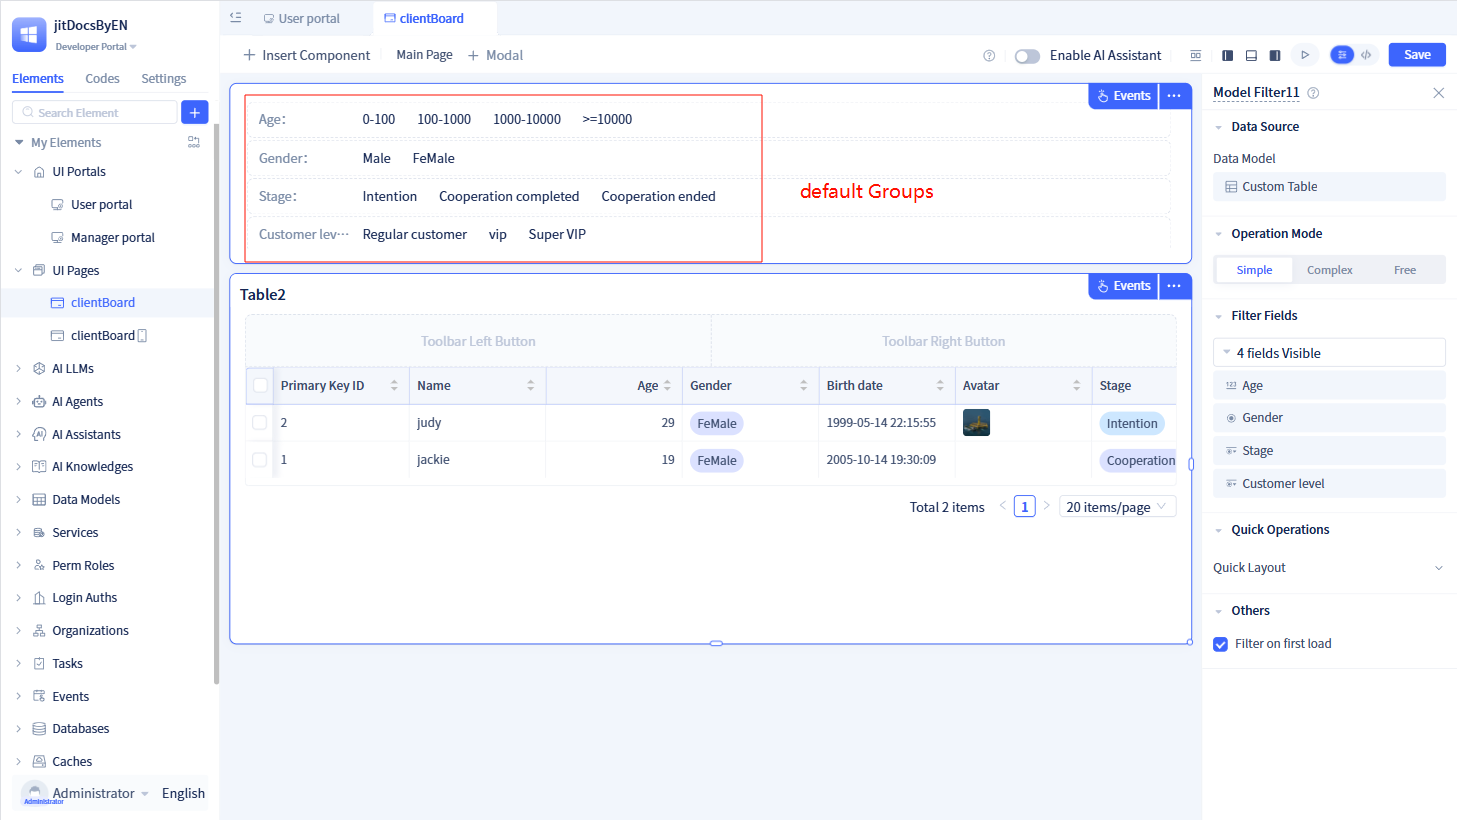 jitDocsByEN
Developer Portal
Elements Codes Settings
Search Element
My Elements
UI Portals
User portal
Manager portal
UI Pages
clientBoard
clientBoard
AI LLMs
AI Agents
AI Assistants
AI Knowledges
Data Models
Services
Perm Roles
Login Auths
Organizations
Tasks
Events
Databases
Caches
Administrator
Administrator English
User portal clientBoard
Insert Component Main Page Modal
Enable AI Assistant Save
Events
Age: 0-100 100-1000 1000-10000 >=10000
Gender: Male FeMale
Stage: Intention Cooperation completed Cooperation ended
Customer lev··· Regular customer vip Super VIP
default Groups
Table2
Events
Toolbar Left Button Toolbar Right Button
Primary Key ID Name Age Gender Birth date Avatar Stage
2 judy 29 FeMale 1999-05-14 22:15:55 Intention
1 jackie 19 FeMale 2005-10-14 19:30:09 Cooperation
Total 2 items 1 20 items/page
Model Filter11
Data Source
Data Model
Custom Table
Operation Mode
Simple Complex Free
Filter Fields
4 fields Visible
123 Age
Gender
Stage
Customer level
Quick Operations
Quick Layout
Others
Filter on first load